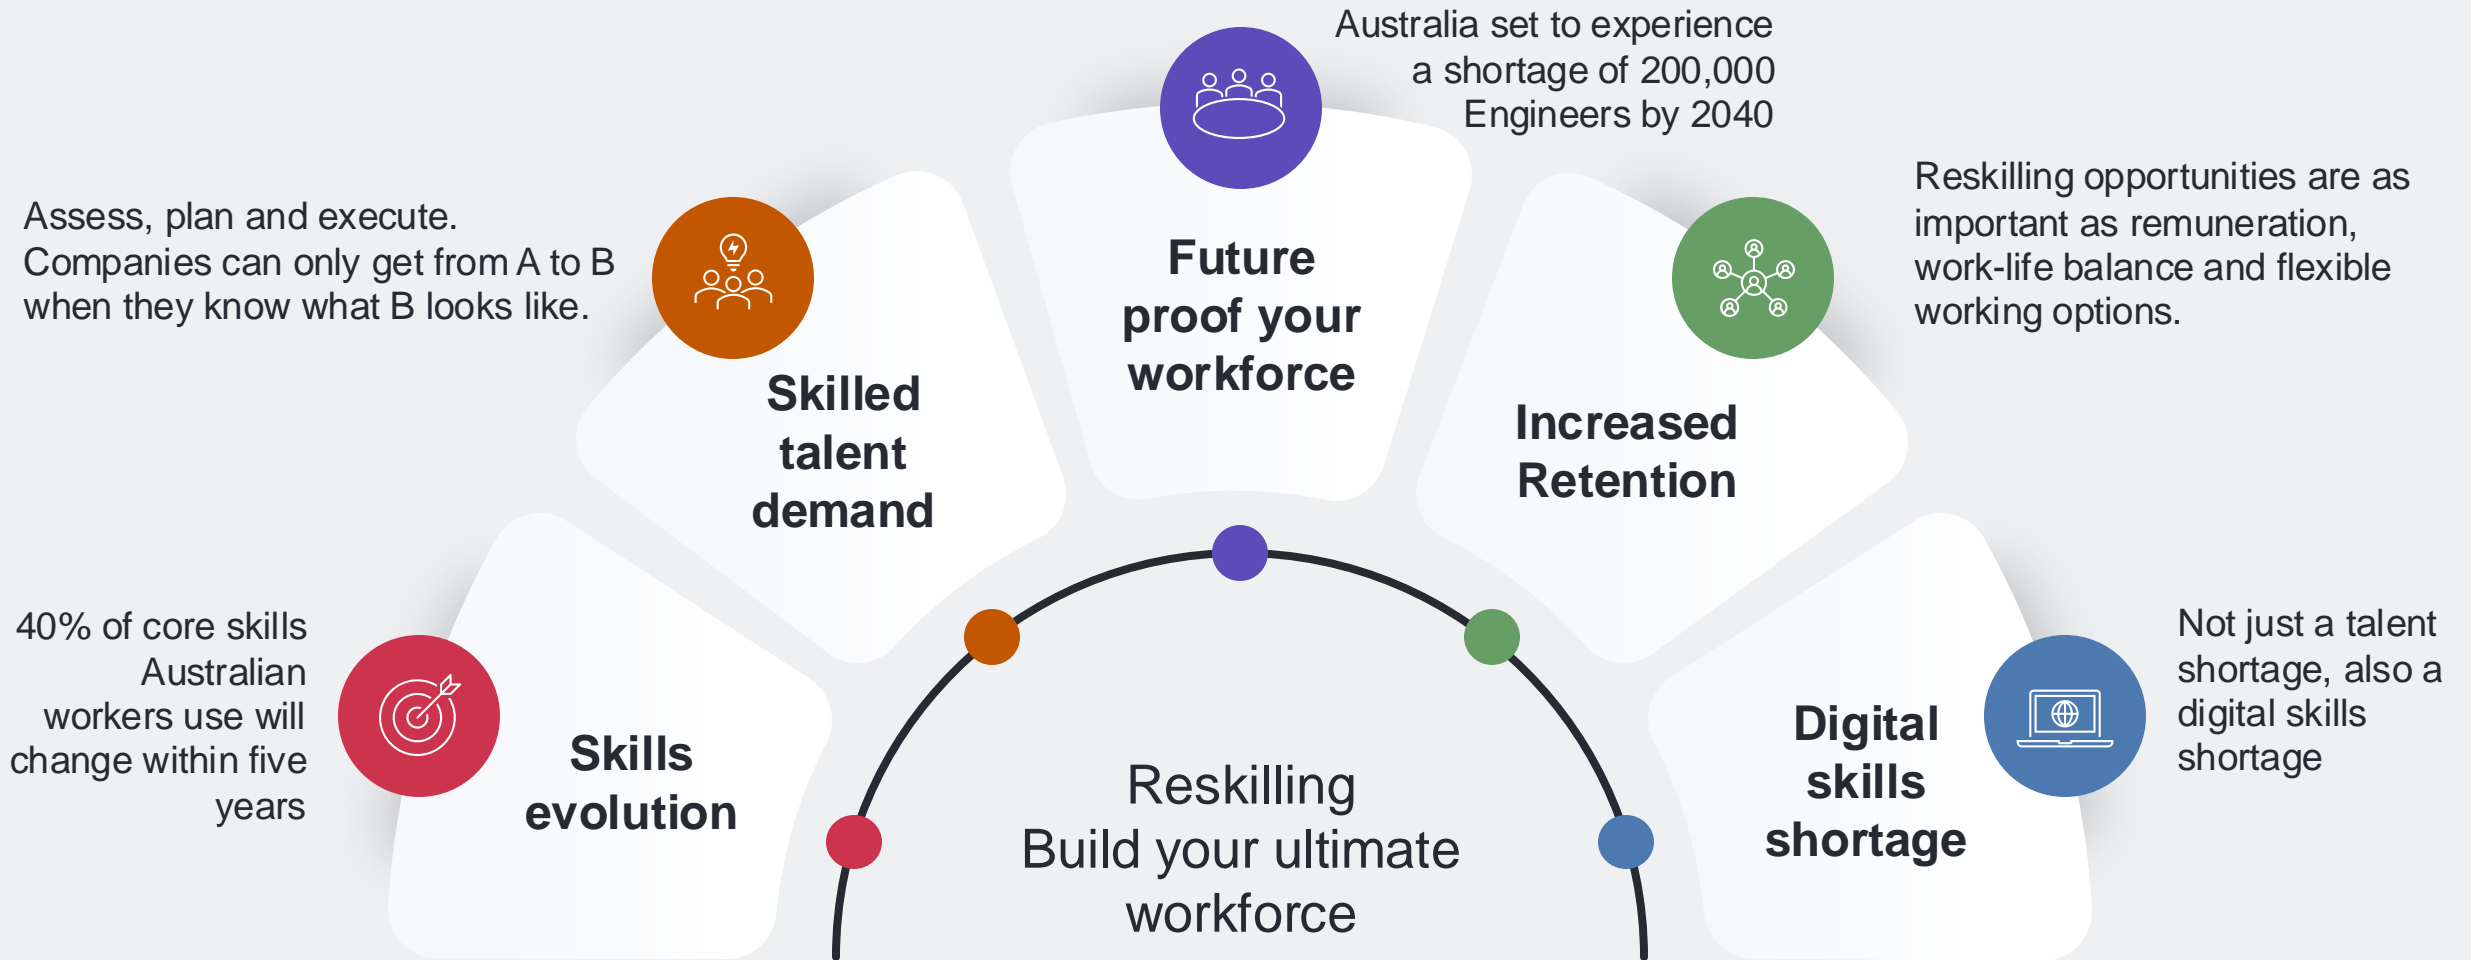 Australia set to experience
a shortage of 200,000
Engineers by 2040
Reskilling opportunities are as
important as remuneration,
work-life balance and flexible
working options.
Assess, plan and execute.
Companies can only get from A to B
when they know what B looks like.
Future
proof your
workforce
Skilled
talent
demand
Increased
Retention
40% of core skills
Australian
workers use will
change within five
years
Skills
evolution
Reskilling
Build your ultimate
workforce
Digital
skills
shortage
Not just a talent
shortage, also a
digital skills
shortage